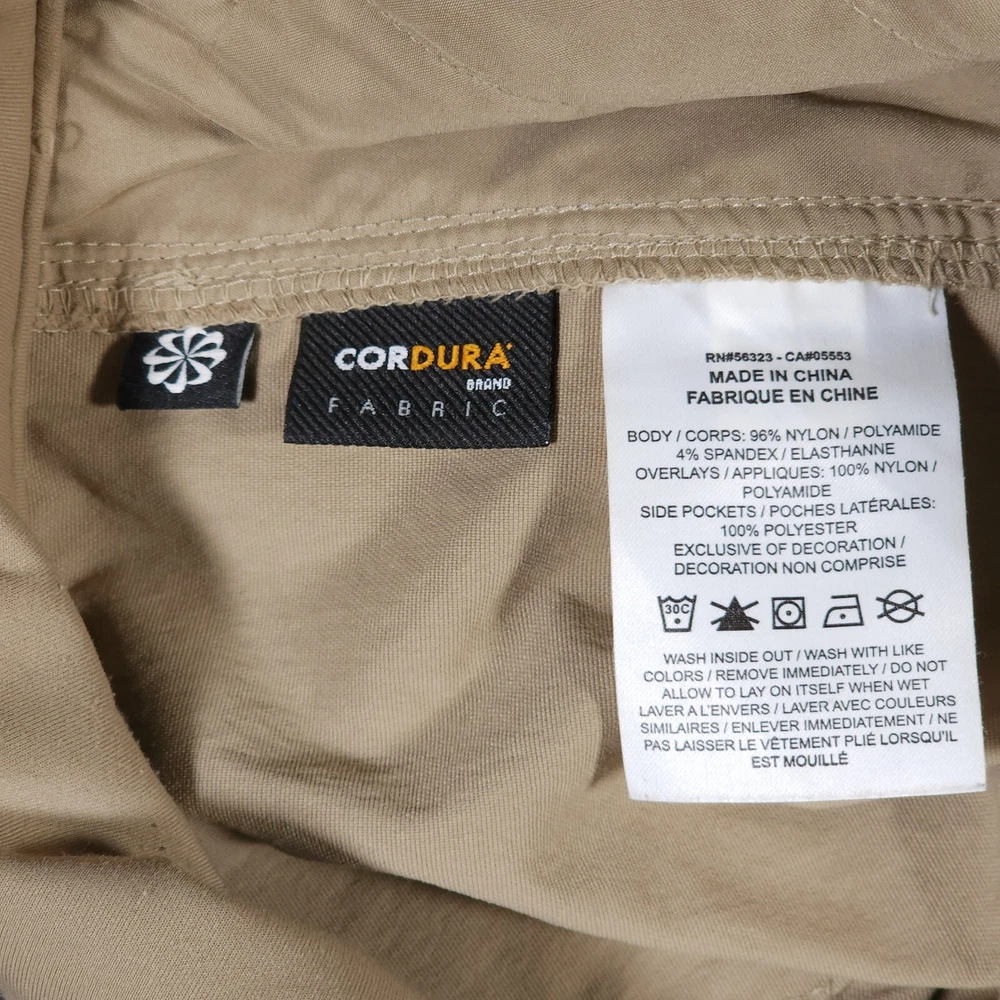 CORDURA
BRAND
FABRIC
RN#56323 - CA#05553
MADE IN CHINA
FABRIQUE EN CHINE
BODY / CORPS: 96% NYLON / POLYAMIDE
4% SPANDEX / ELASTHANNE
OVERLAYS / APPLIQUES: 100% NYLON /
POLYAMIDE
SIDE POCKETS / POCHES LATÉRALES:
100% POLYESTER
EXCLUSIVE OF DECORATION /
DECORATION NON COMPRISE
30C
WASH INSIDE OUT / WASH WITH LIKE
COLORS / REMOVE IMMEDIATELY / DO NOT
ALLOW TO LAY ON ITSELF WHEN WET
LAVER A L'ENVERS / LAVER AVEC COULEURS
SIMILAIRES / ENLEVER IMMEDIATEMENT / NE
PAS LAISSER LE VÊTEMENT PLIÉ LORSQU'IL
EST MOUILLÉ